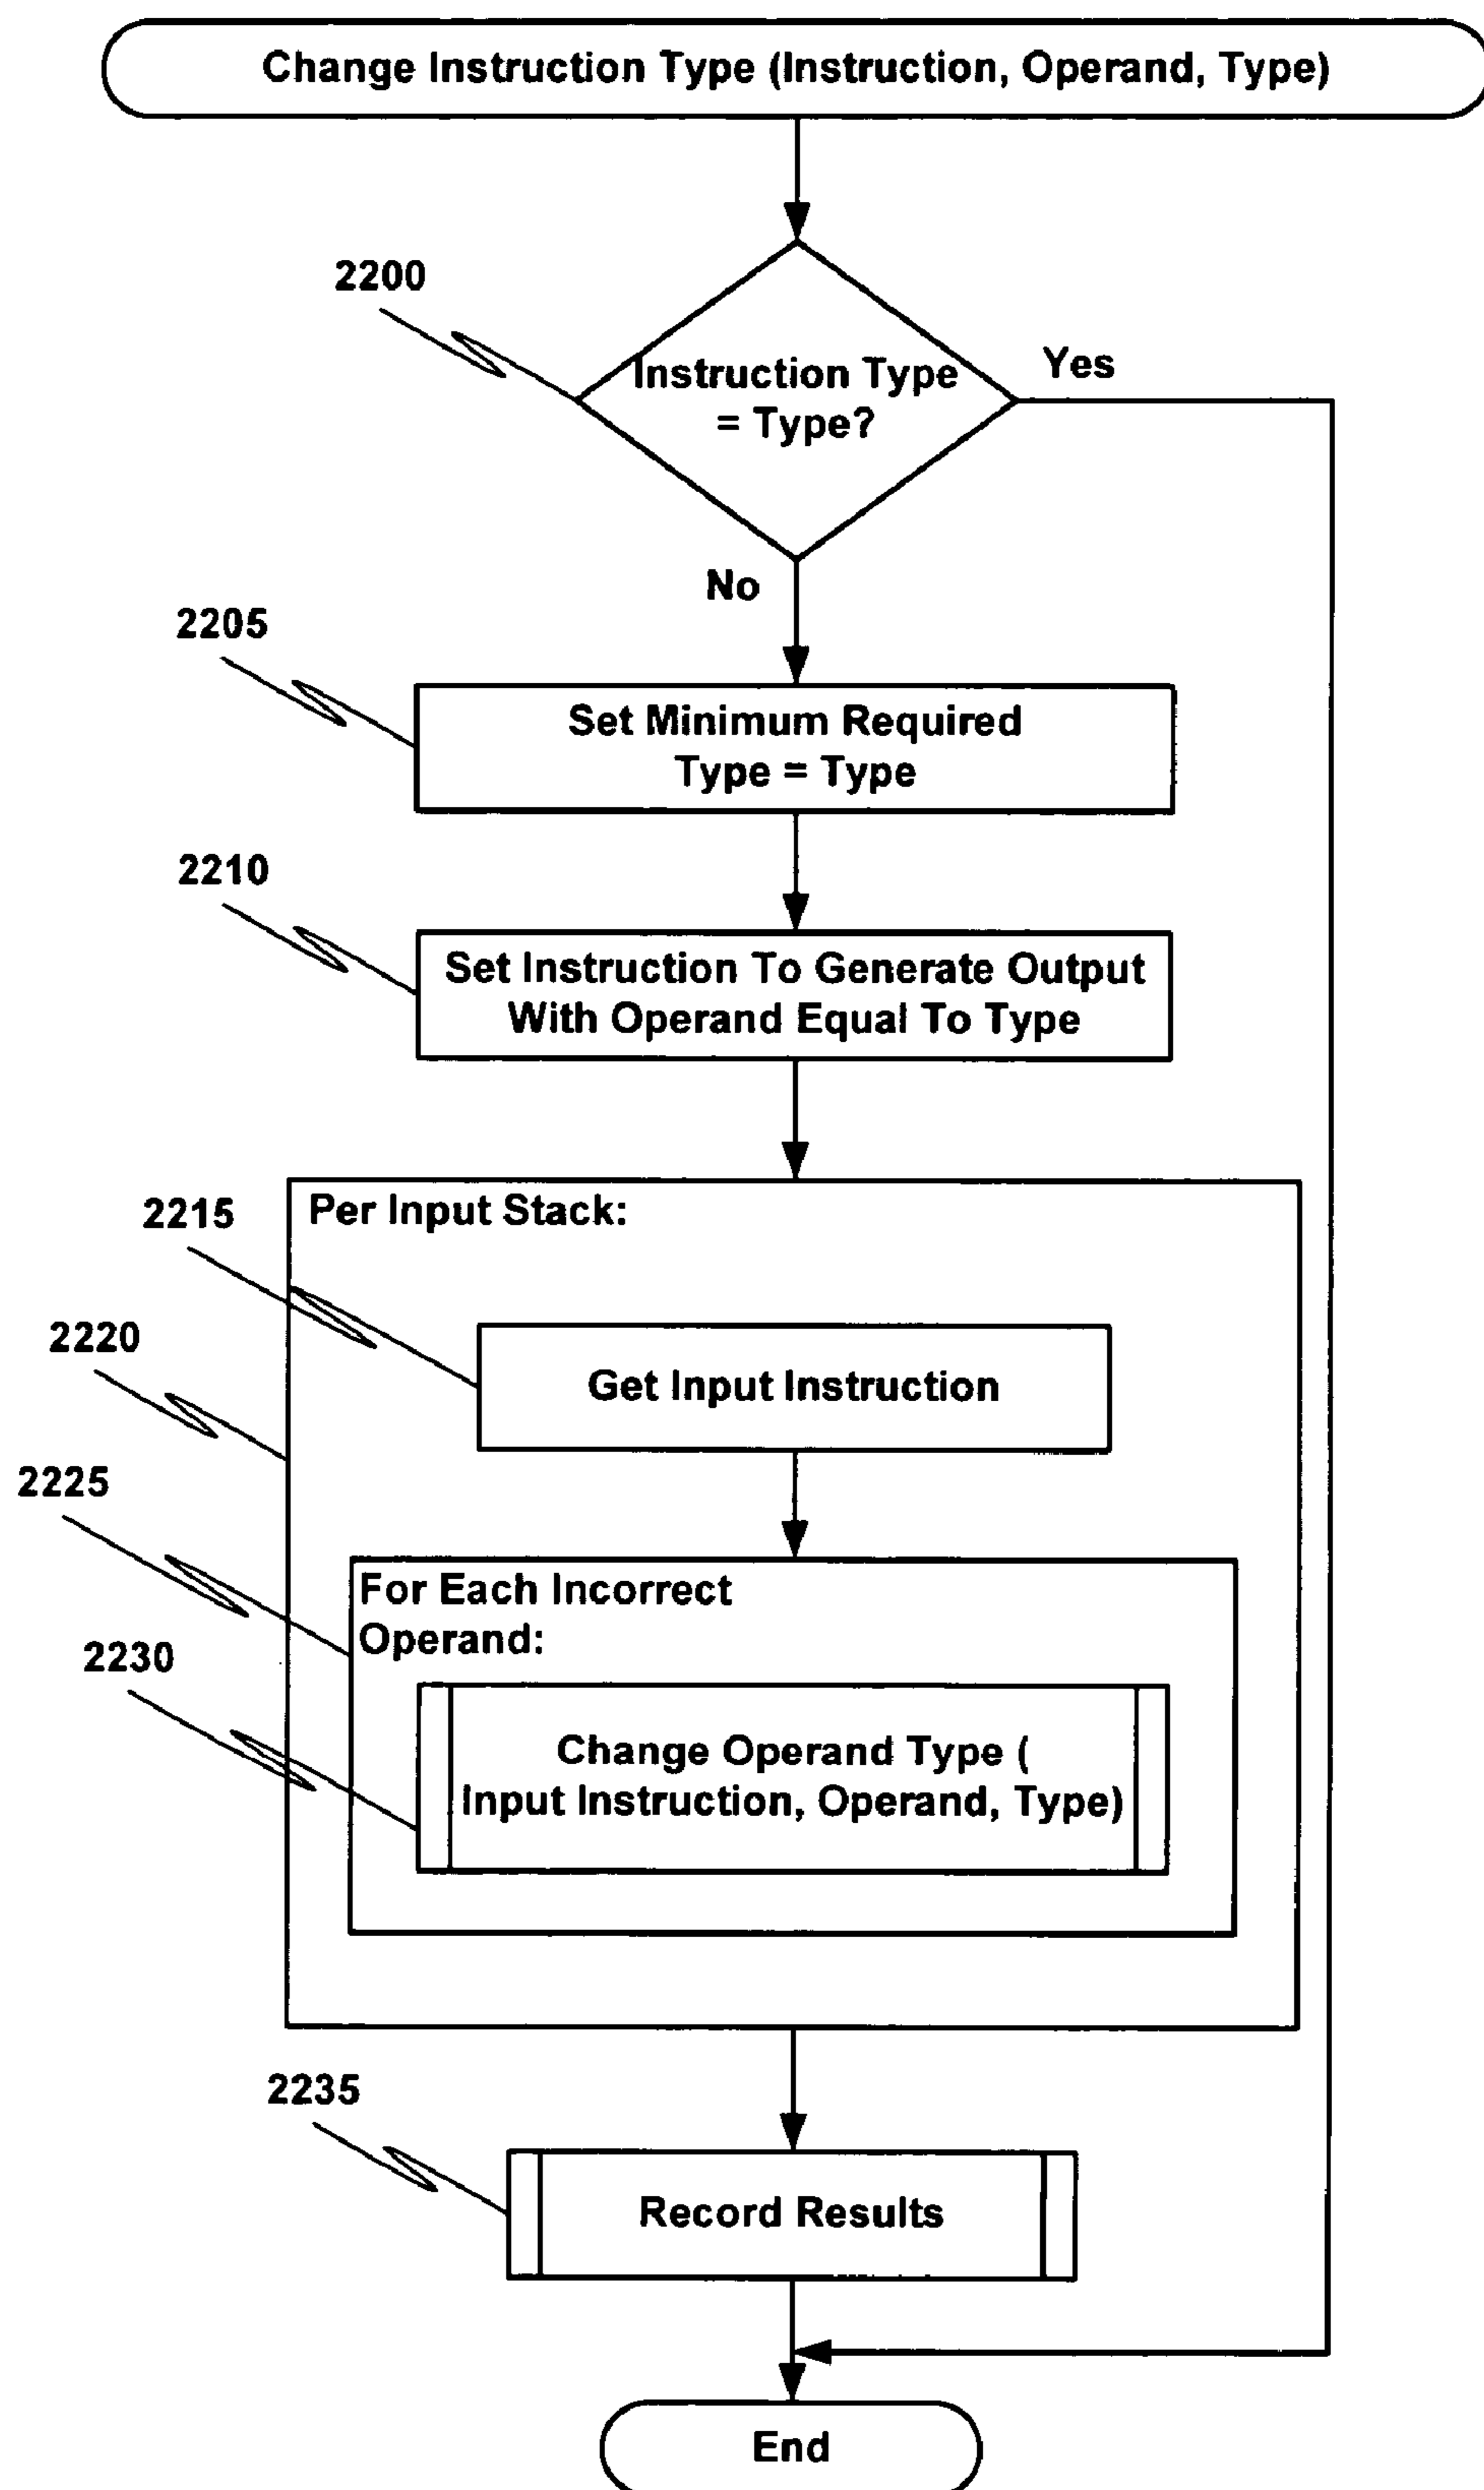 Change Instruction Type (Instruction, Operand, Type)
2200
Instruction Type
= Type?
Yes
No
2205
Set Minimum Required
Type = Type
2210
Set Instruction To Generate Output
With Operand Equal To Type
2215
Per Input Stack:
2220
Get Input Instruction
2225
For Each Incorrect
Operand:
2230
Change Operand Type (
Input Instruction, Operand, Type)
2235
Record Results
End